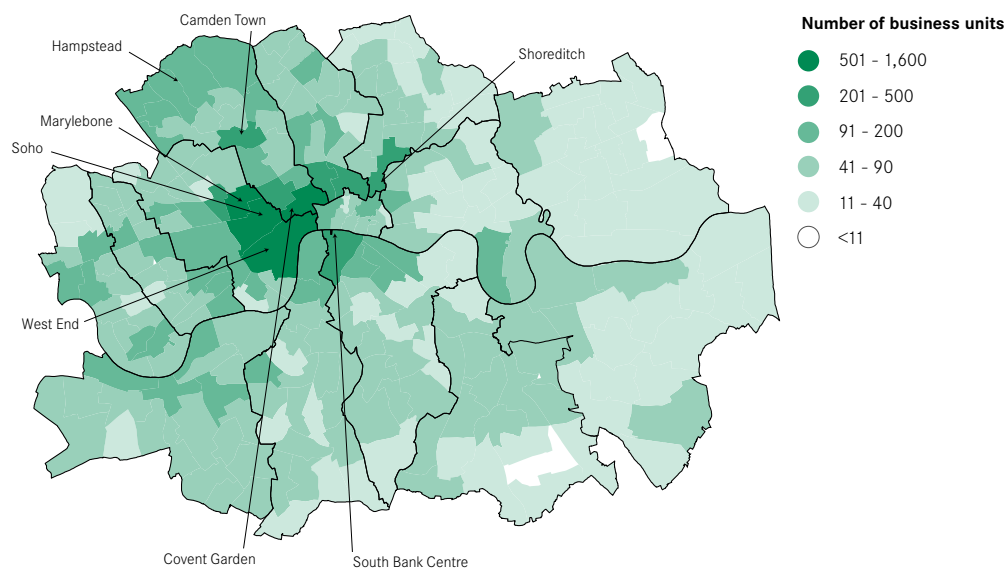 Camden Town
Hampstead
Shoreditch
Marylebone
Soho
West End
Covent Garden
South Bank Centre
Number of business units
501 - 1,600
201 - 500
91 - 200
41 - 90
11 - 40
<11